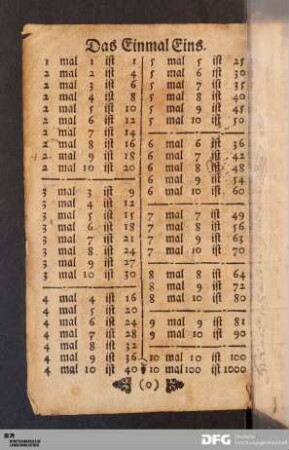 Das Einmal Eins.
1 mal 1 ist 1
2 mal 2 ist 4
2 mal 3 ist 6
2 mal 4 ist 8
2 mal 5 ist 10
2 mal 6 ist 12
2 mal 7 ist 14
2 mal 8 ist 16
2 mal 9 ist 18
2 mal 10 ist 20
3 mal 3 ist 9
3 mal 4 ist 12
3 mal 5 ist 15
3 mal 6 ist 18
3 mal 7 ist 21
3 mal 8 ist 24
3 mal 9 ist 27
3 mal 10 ist 30
4 mal 4 ist 16
4 mal 5 ist 20
4 mal 6 ist 24
4 mal 7 ist 28
4 mal 8 ist 32
4 mal 9 ist 36
4 mal 10 ist 40
5 mal 5 ist 25
5 mal 6 ist 30
5 mal 7 ist 35
5 mal 8 ist 40
5 mal 9 ist 45
5 mal 10 ist 50
6 mal 6 ist 36
6 mal 7 ist 42
6 mal 8 ist 48
6 mal 9 ist 54
6 mal 10 ist 60
7 mal 7 ist 49
7 mal 8 ist 56
7 mal 9 ist 63
7 mal 10 ist 70
8 mal 8 ist 64
8 mal 9 ist 72
8 mal 10 ist 80
9 mal 9 ist 81
9 mal 10 ist 90
10 mal 10 ist 100
10 mal 100 ist 1000
(0)
DFG Deutsche Forschungsgemeinschaft